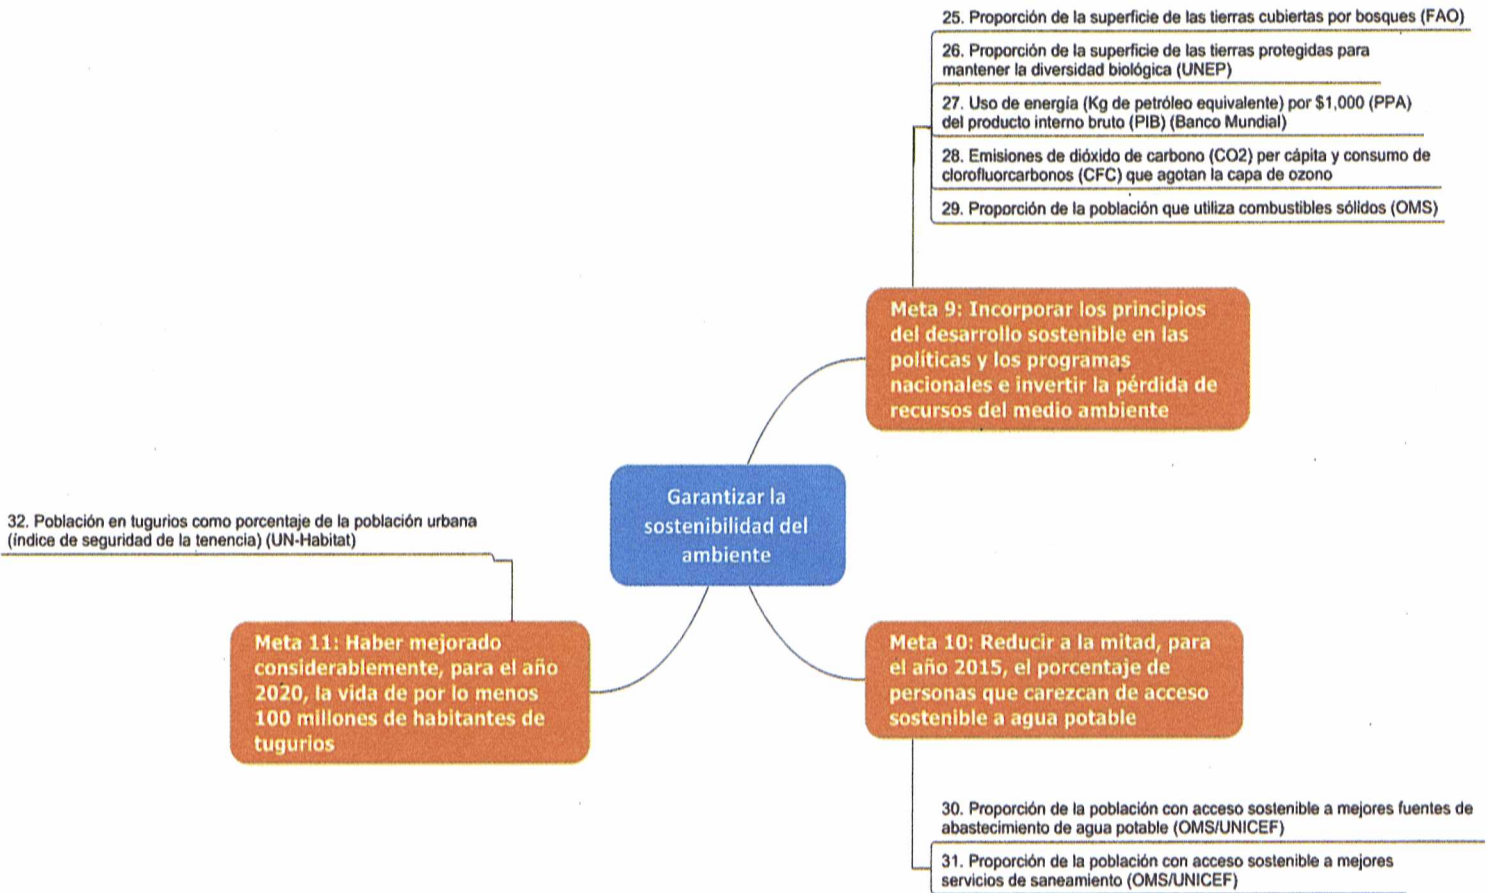 25. Proporción de la superficie de las tierras cubiertas por bosques (FAO)
26. Proporción de la superficie de las tierras protegidas para
mantener la diversidad biológica (UNEP)
27. Uso de energía (Kg de petróleo equivalente) por $1,000 (PPA)
del producto interno bruto (PIB) (Banco Mundial)
28. Emisiones de dióxido de carbono (CO2) per cápita y consumo de
clorofluorcarbonos (CFC) que agotan la capa de ozono
29. Proporción de la población que utiliza combustibles sólidos (OMS)
Meta 9: Incorporar los principios
del desarrollo sostenible en las
políticas y los programas
nacionales e invertir la pérdida de
recursos del medio ambiente
Garantizar la
sostenibilidad del
ambiente
32. Población en tugurios como porcentaje de la población urbana
(índice de seguridad de la tenencia) (UN-Habitat)
Meta 11: Haber mejorado
considerablemente, para el año
2020, la vida de por lo menos
100 millones de habitantes de
tugurios
Meta 10: Reducir a la mitad, para
el año 2015, el porcentaje de
personas que carezcan de acceso
sostenible a agua potable
30. Proporción de la población con acceso sostenible a mejores fuentes de
abastecimiento de agua potable (OMS/UNICEF)
31. Proporción de la población con acceso sostenible a mejores
servicios de saneamiento (OMS/UNICEF)